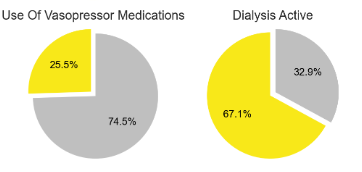 Use Of Vasopressor Medications
Dialysis Active
25.5%
74.5%
32.9%
67.1%